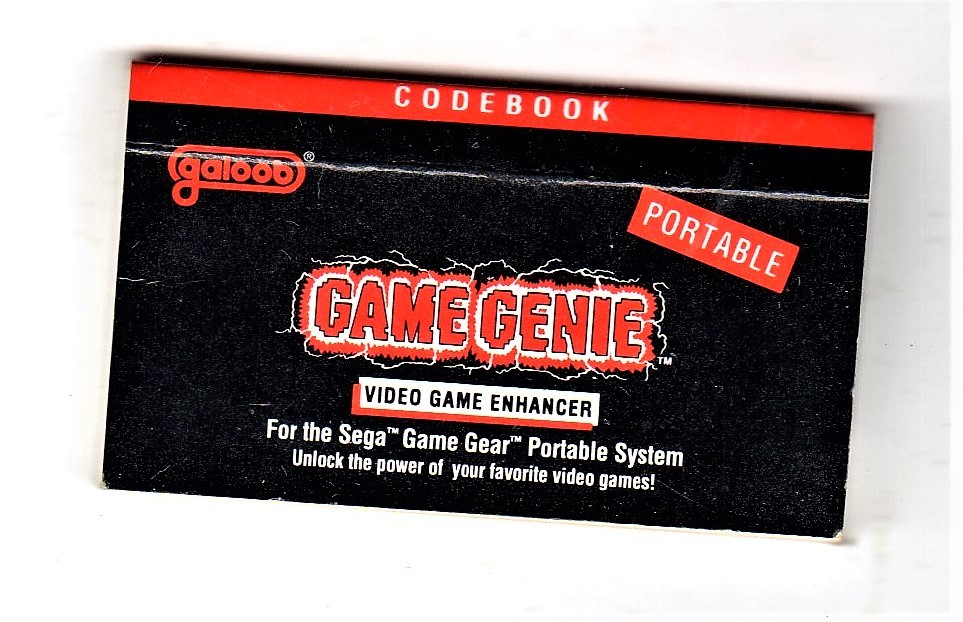 CODEBOOK
galoob®
PORTABLE
GAME GENIE™
VIDEO GAME ENHANCER
For the Sega™ Game Gear™ Portable System
Unlock the power of your favorite video games!